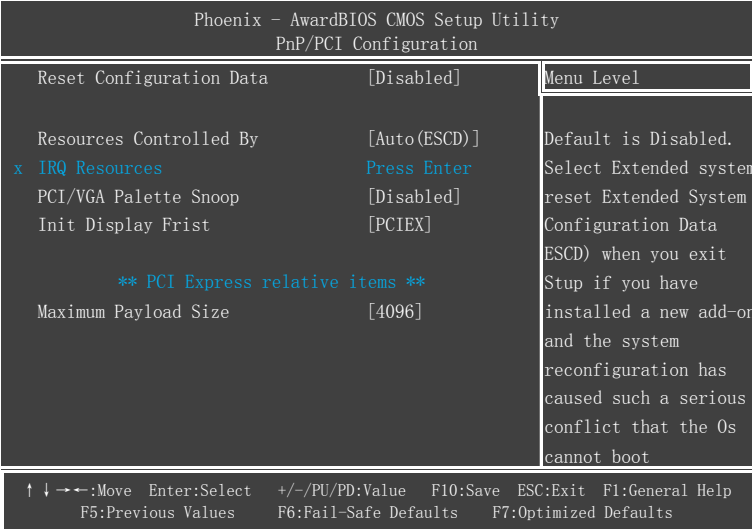 Phoenix - AwardBIOS CMOS Setup Utility
PnP/PCI Configuration
Reset Configuration Data [Disabled]
Resources Controlled By [Auto(ESCD)]
x IRQ Resources Press Enter
PCI/VGA Palette Snoop [Disabled]
Init Display Frist [PCIEX]
** PCI Express relative items **
Maximum Payload Size [4096]
Menu Level
Default is Disabled.
Select Extended system
reset Extended System
Configuration Data
ESCD) when you exit
Stup if you have
installed a new add-on
and the system
reconfiguration has
caused such a serious
conflict that the Os
cannot boot
↑↓→←:Move Enter:Select +/-/PU/PD:Value F10:Save ESC:Exit F1:General Help
F5:Previous Values F6:Fail-Safe Defaults F7:Optimized Defaults